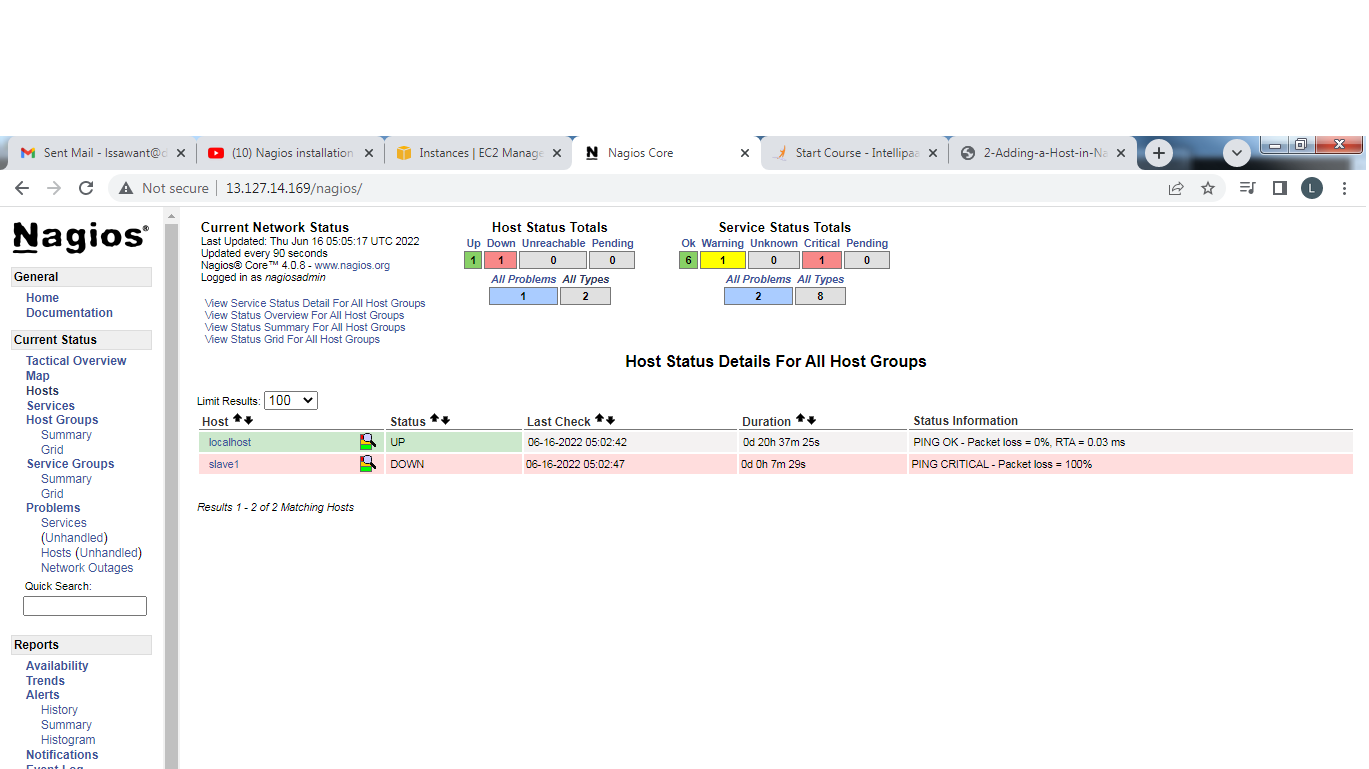 Sent Mail - lssawant@
(10) Nagios installation
Instances | EC2 Manage
Nagios Core
Start Course - Intellipaa
2-Adding-a-Host-in-Na
Not secure
13.127.14.169/nagios/
L
Nagios®
General
Home
Documentation
Current Status
Tactical Overview
Map
Hosts
Services
Host Groups
Summary
Grid
Service Groups
Summary
Grid
Problems
Services
(Unhandled)
Hosts (Unhandled)
Network Outages
Quick Search:
Reports
Availability
Trends
Alerts
History
Summary
Histogram
Notifications
Event Log
Current Network Status
Last Updated: Thu Jun 16 05:05:17 UTC 2022
Updated every 90 seconds
Nagios® Core™ 4.0.8 - www.nagios.org
Logged in as nagiosadmin
View Service Status Detail For All Host Groups
View Status Overview For All Host Groups
View Status Summary For All Host Groups
View Status Grid For All Host Groups
Host Status Totals
Up Down Unreachable Pending
1 1 0 0
All Problems All Types
1 2
Service Status Totals
Ok Warning Unknown Critical Pending
6 1 0 1 0
All Problems All Types
2 8
Host Status Details For All Host Groups
Limit Results: 100
Host Status Last Check Duration Status Information
localhost UP 06-16-2022 05:02:42 0d 20h 37m 25s PING OK - Packet loss = 0%, RTA = 0.03 ms
slave1 DOWN 06-16-2022 05:02:47 0d 0h 7m 29s PING CRITICAL - Packet loss = 100%
Results 1 - 2 of 2 Matching Hosts